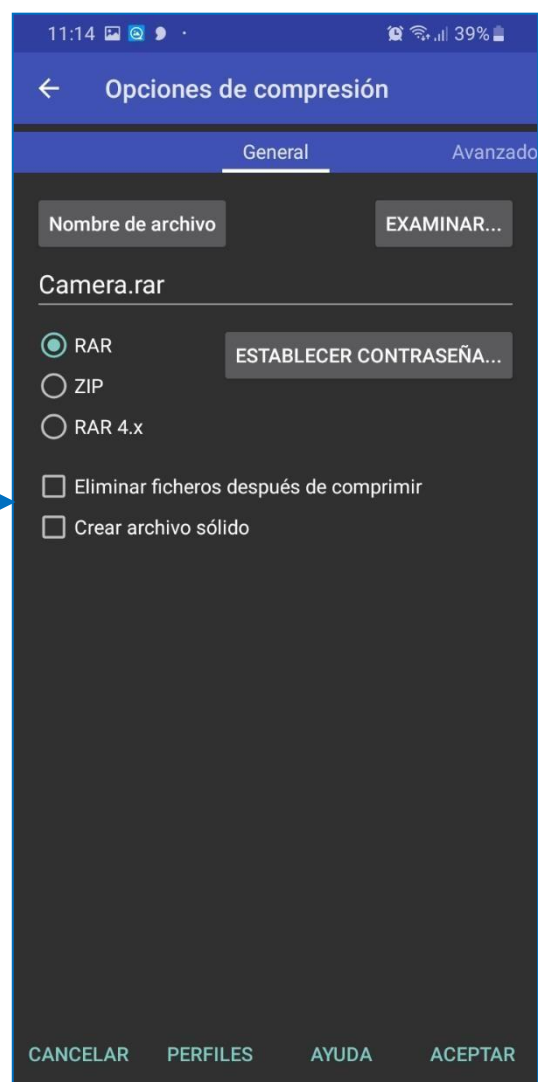 11:14 39%
Opciones de compresión
General Avanzado
Nombre de archivo EXAMINAR...
Camera.rar
RAR ESTABLECER CONTRASEÑA...
ZIP
RAR 4.x
Eliminar ficheros después de comprimir
Crear archivo sólido
CANCELAR PERFILES AYUDA ACEPTAR